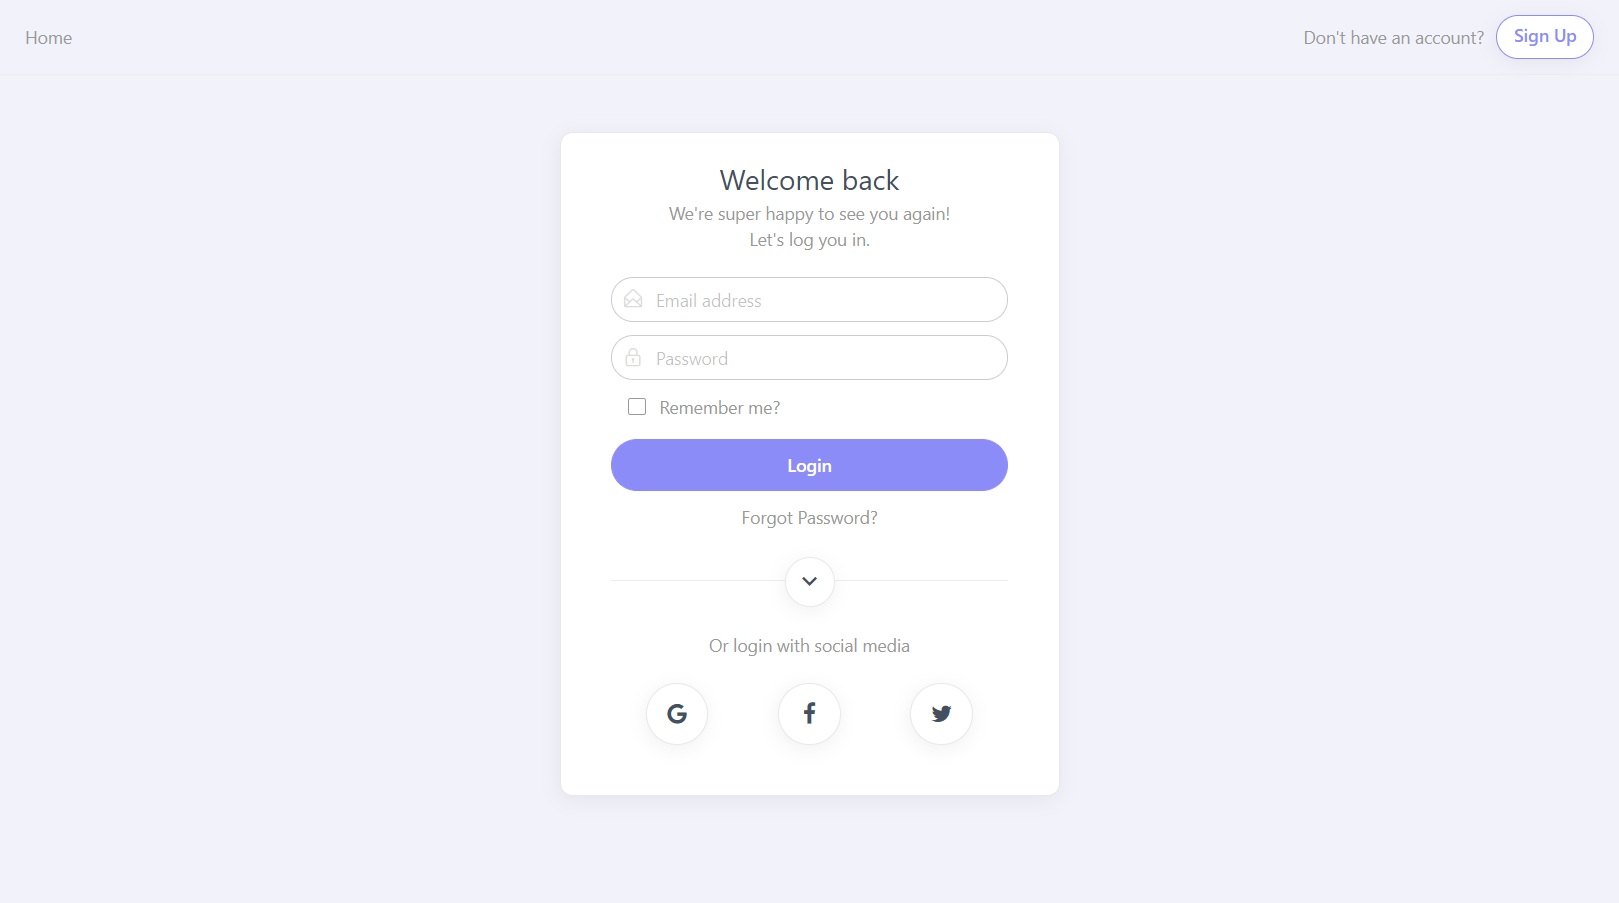 Home
Don't have an account?
Sign Up
Welcome back
We're super happy to see you again!
Let's log you in.
Email address
Password
Remember me?
Login
Forgot Password?
Or login with social media